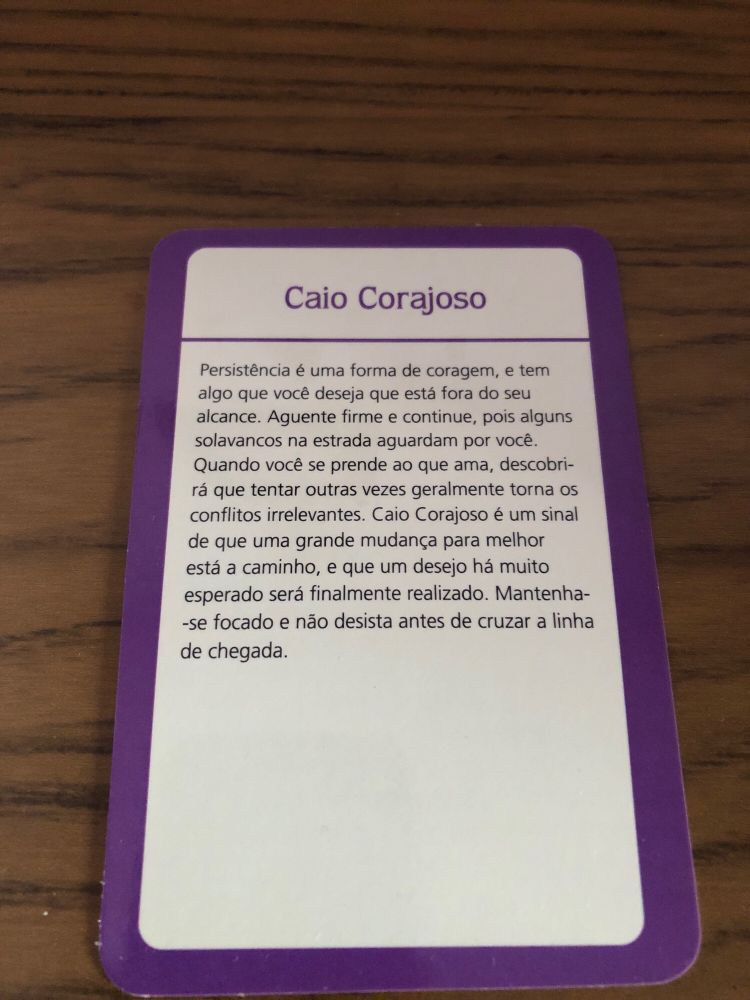 Caio Corajoso
Persistência é uma forma de coragem, e tem
algo que você deseja que está fora do seu
alcance. Aguente firme e continue, pois alguns
solavancos na estrada aguardam por você.
Quando você se prende ao que ama, descobri-
rá que tentar outras vezes geralmente torna os
conflitos irrelevantes. Caio Corajoso é um sinal
de que uma grande mudança para melhor
está a caminho, e que um desejo há muito
esperado será finalmente realizado. Mantenha-
-se focado e não desista antes de cruzar a linha
de chegada.